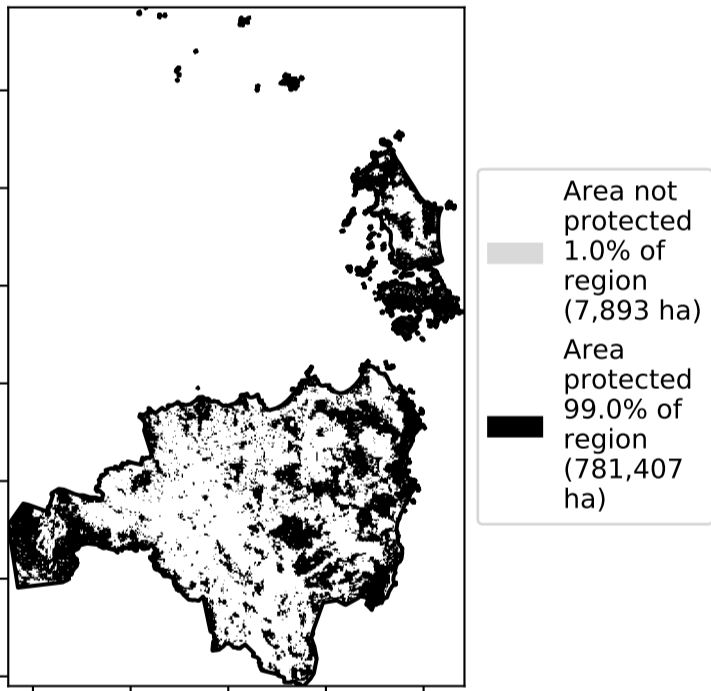 Area not
protected
1.0% of
region
(7,893 ha)
Area
protected
99.0% of
region
(781,407
ha)